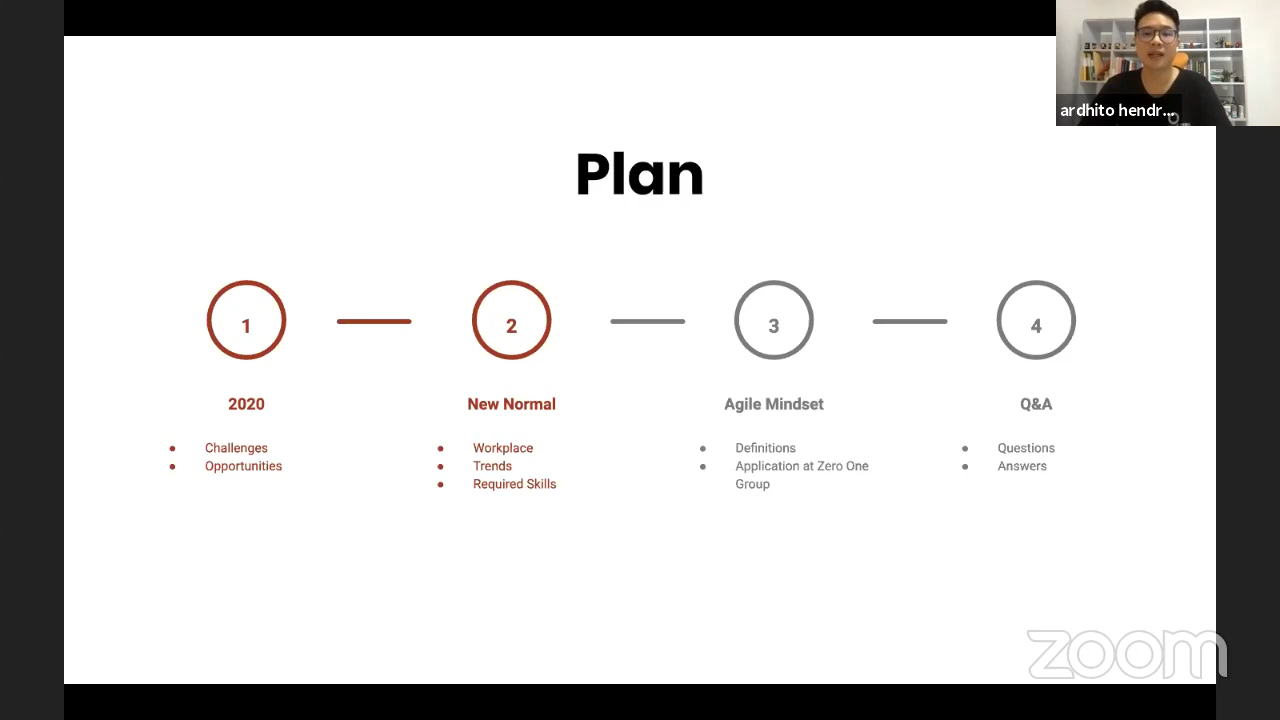 ardhito hendr...
Plan
1
2
3
4
2020
New Normal
Agile Mindset
Q&A
Challenges
Opportunities
Workplace
Trends
Required Skills
Definitions
Application at Zero One
Group
Questions
Answers
zoom